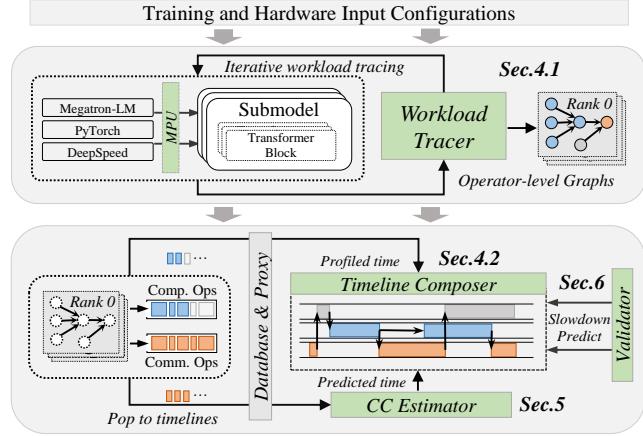 Training and Hardware Input Configurations
Iterative workload tracing
Sec.4.1
Megatron-LM
PyTorch
DeepSpeed
MPU
Submodel
Transformer
Block
Workload
Tracer
Rank 0
Operator-level Graphs
...
Profiled time
Sec.4.2
Rank 0
Comp. Ops
Comm. Ops
Database & Proxy
Timeline Composer
Sec.6
Slowdown
Predict
Validator
Predicted time
...
Pop to timelines
CC Estimator
Sec.5